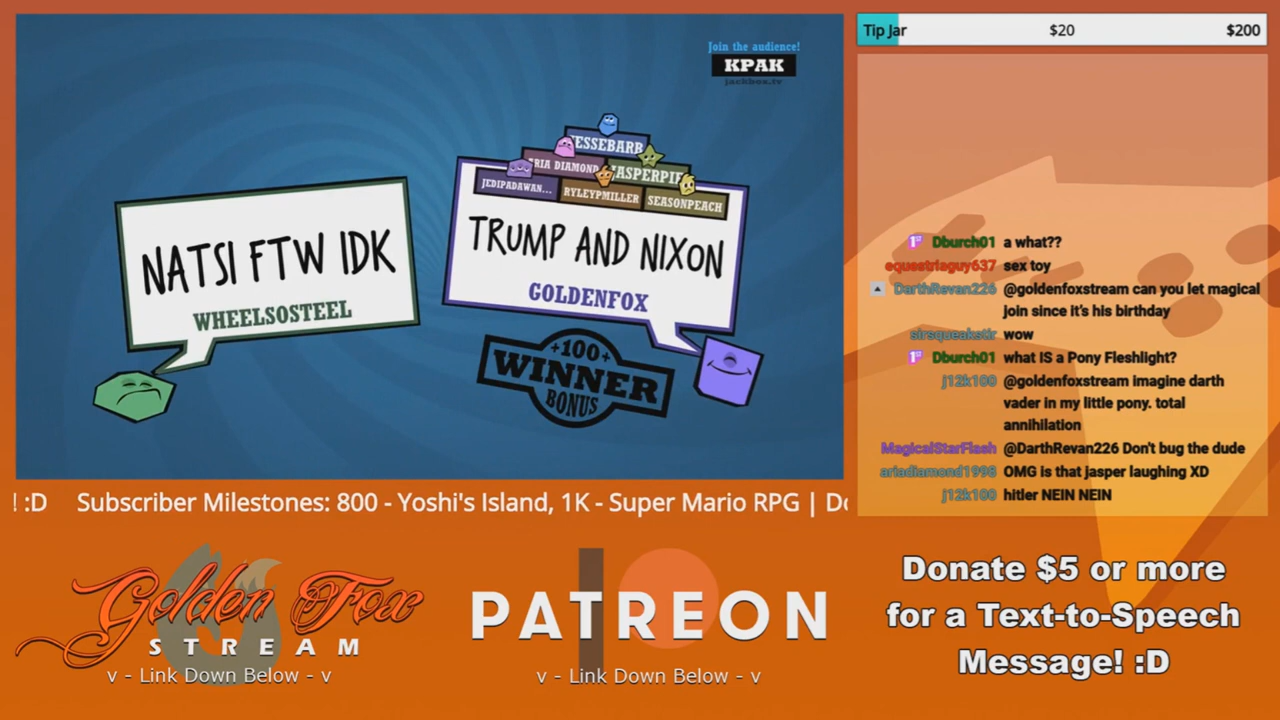 Join the audience!
KPAK
jackbox.tv
NATSI FTW IDK
WHEELSOSTEEL
JESSEBARB
ARIA DIAMOND
JASPERPIE
JEDIPADAWAN...
RYLEYPMILLER
SEASONPEACH
TRUMP AND NIXON
GOLDENFOX
+100+
WINNER
BONUS
Tip Jar $20 $200
Dburch01 a what??
equestriaguy637 sex toy
DarthRevan226 @goldenfoxstream can you let magical
join since it's his birthday
sirsqueakstir wow
Dburch01 what IS a Pony Fleshlight?
j12k100 @goldenfoxstream imagine darth
vader in my little pony. total
annihilation
MagicalStarFlash @DarthRevan226 Don't bug the dude
ariadiamond1998 OMG is that jasper laughing XD
j12k100 hitler NEIN NEIN
! :D Subscriber Milestones: 800 - Yoshi's Island, 1K - Super Mario RPG | Do
Golden Fox
STREAM
v - Link Down Below - v
PATREON
v - Link Down Below - v
Donate $5 or more
for a Text-to-Speech
Message! :D